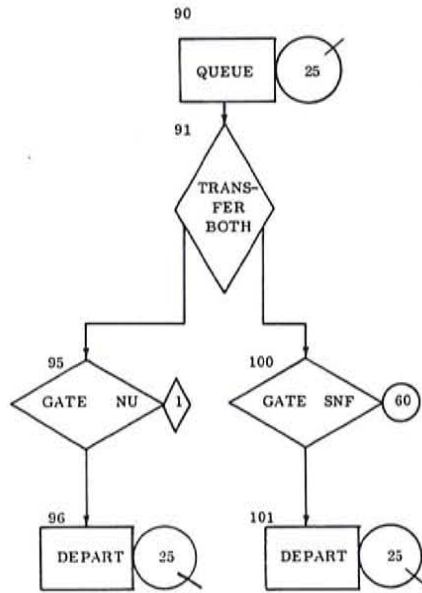 90
QUEUE 25
91
TRANS-
FER
BOTH
95 100
GATE NU 1 GATE SNF 60
96 101
DEPART 25 DEPART 25